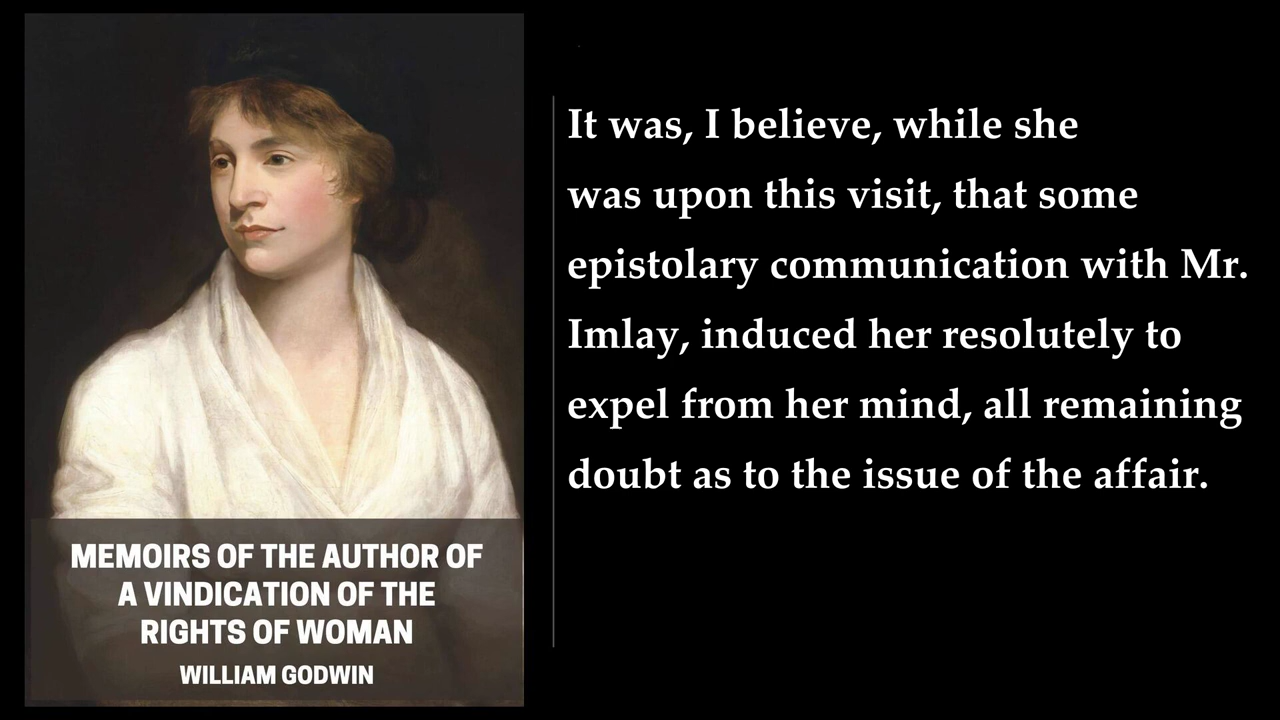 It was, I believe, while she
was upon this visit, that some
epistolary communication with Mr.
Imlay, induced her resolutely to
expel from her mind, all remaining
doubt as to the issue of the affair.
MEMOIRS OF THE AUTHOR OF
A VINDICATION OF THE
RIGHTS OF WOMAN
WILLIAM GODWIN